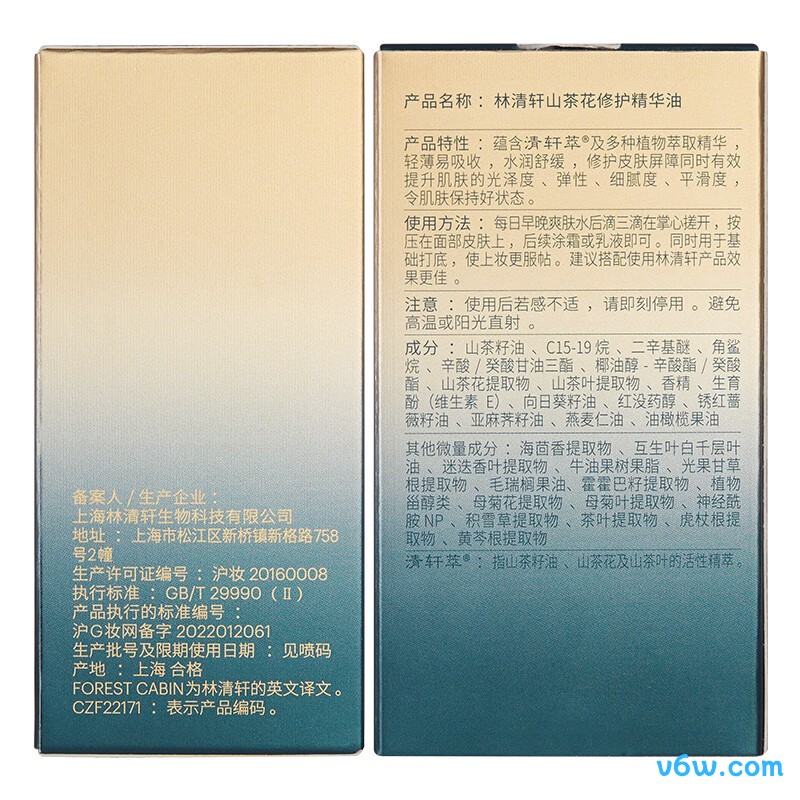 备案人 / 生产企业：
上海林清轩生物科技有限公司
地址：上海市松江区新桥镇新格路758
号2幢
生产许可证编号：沪妆 20160008
执行标准：GB/T 29990（Ⅱ）
产品执行的标准编号：
沪G妆网备字 2022012061
生产批号及限期使用日期：见喷码
产地：上海 合格
FOREST CABIN为林清轩的英文译文。
CZF22171：表示产品编码。
产品名称：林清轩山茶花修护精华油
产品特性：蕴含清轩萃®及多种植物萃取精华，
轻薄易吸收，水润舒缓，修护皮肤屏障同时有效
提升肌肤的光泽度、弹性、细腻度、平滑度，
令肌肤保持好状态。
使用方法：每日早晚爽肤水后滴三滴在掌心搓开，按
压在面部皮肤上，后续涂霜或乳液即可。同时用于基
础打底，使上妆更服帖。建议搭配使用林清轩产品效
果更佳。
注意：使用后若感不适，请即刻停用。避免
高温或阳光直射。
成分：山茶籽油、C15-19 烷、二辛基醚、角鲨
烷、辛酸 / 癸酸甘油三酯、椰油醇 - 辛酸酯 / 癸酸
酯、山茶花提取物、山茶叶提取物、香精、生育
酚（维生素 E）、向日葵籽油、红没药醇、锈红蔷
薇籽油、亚麻荠籽油、燕麦仁油、油橄榄果油
其他微量成分：海茴香提取物、互生叶白千层叶
油、迷迭香叶提取物、牛油果树果脂、光果甘草
根提取物、毛瑞榈果油、霍霍巴籽提取物、植物
甾醇类、母菊花提取物、母菊叶提取物、神经酰
胺 NP、积雪草提取物、茶叶提取物、虎杖根提
取物、黄芩根提取物
清轩萃®：指山茶籽油、山茶花及山茶叶的活性精萃。
v6w.com